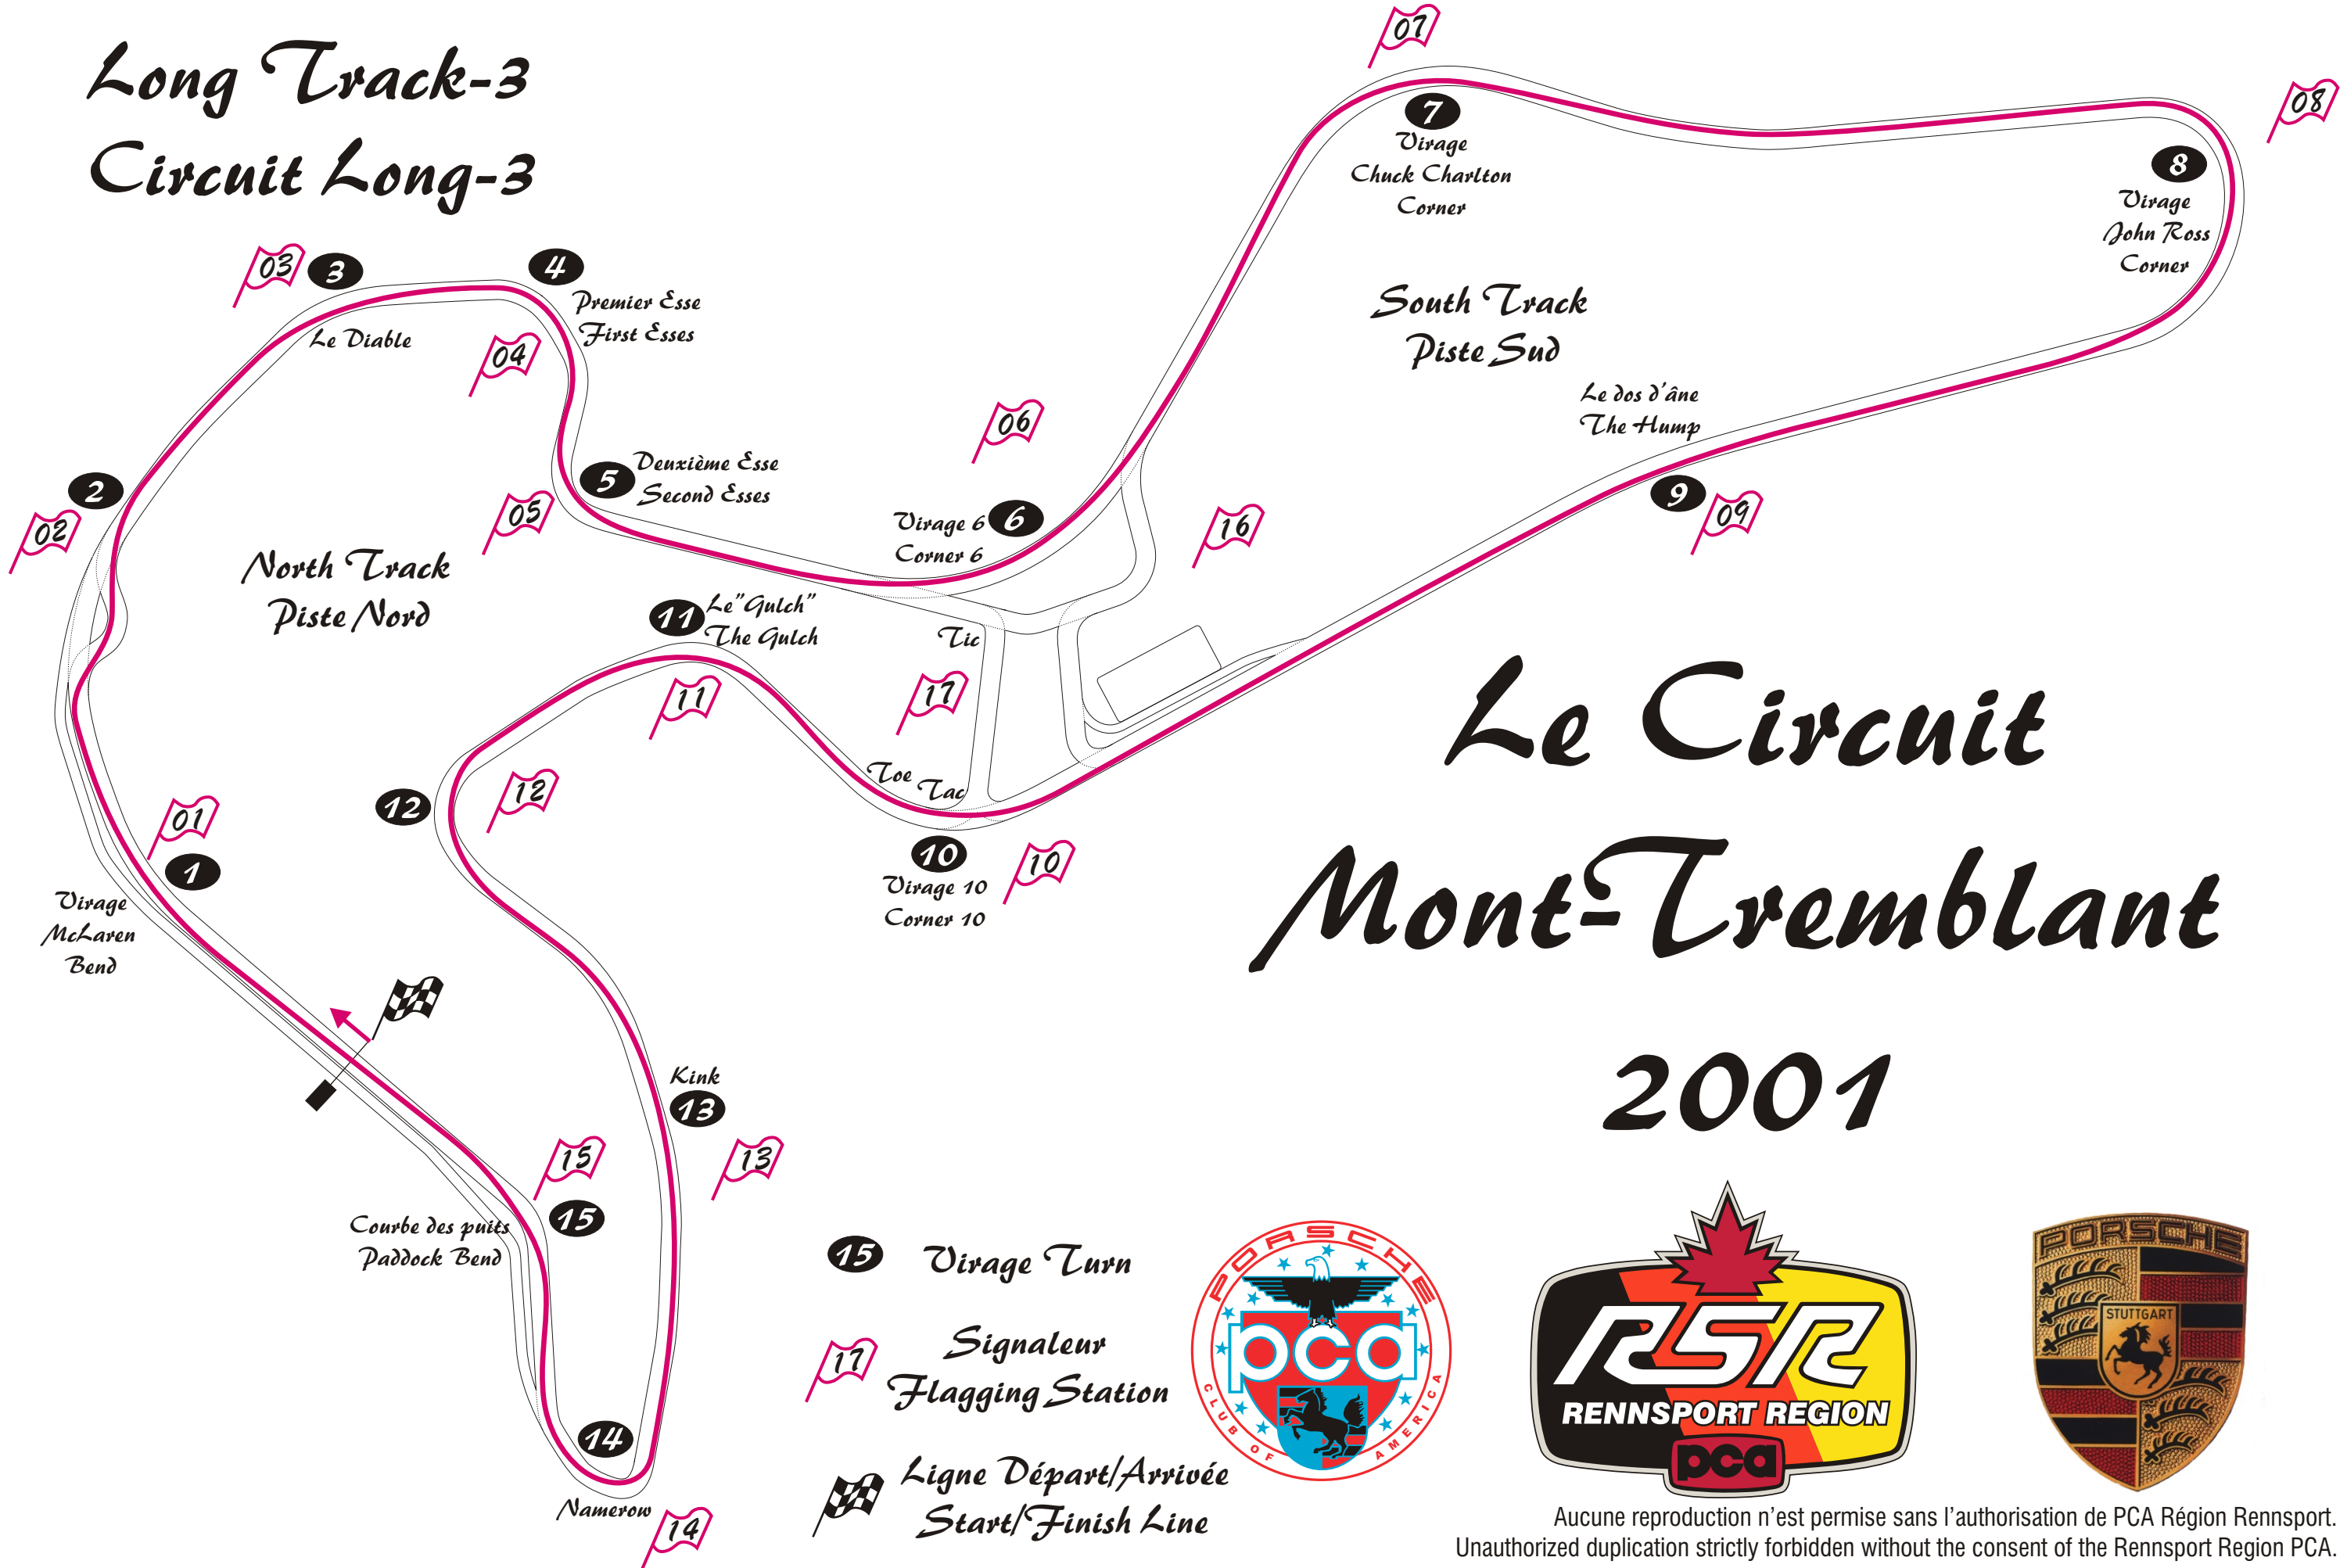 Long Track-3
Circuit Long-3
07
08
7
Virage
Chuck Charlton
Corner
8
Virage
John Ross
Corner
03
3
Le Diable
4
Premier Esse
First Esses
04
South Track
Piste Sud
Le dos d'âne
The Hump
9
09
2
02
5
Deuxième Esse
Second Esses
05
06
Virage 6
Corner 6
6
16
North Track
Piste Nord
11
Le"Gulch"
The Gulch
11
Tic
17
Toe
Tac
12
12
10
Virage 10
Corner 10
10
01
1
Virage
McLaren
Bend
Le Circuit
Mont-Tremblant
2001
Kink
13
13
15
15
Courbe des puits
Paddock Bend
14
Namerow
14
15
Virage Turn
17
Signaleur
Flagging Station
Ligne Départ/Arrivée
Start/Finish Line
PORSCHE
pca
CLUB OF AMERICA
RSR
RENNSPORT REGION
pca
PORSCHE
STUTTGART
Aucune reproduction n'est permise sans l'authorisation de PCA Région Rennsport.
Unauthorized duplication strictly forbidden without the consent of the Rennsport Region PCA.